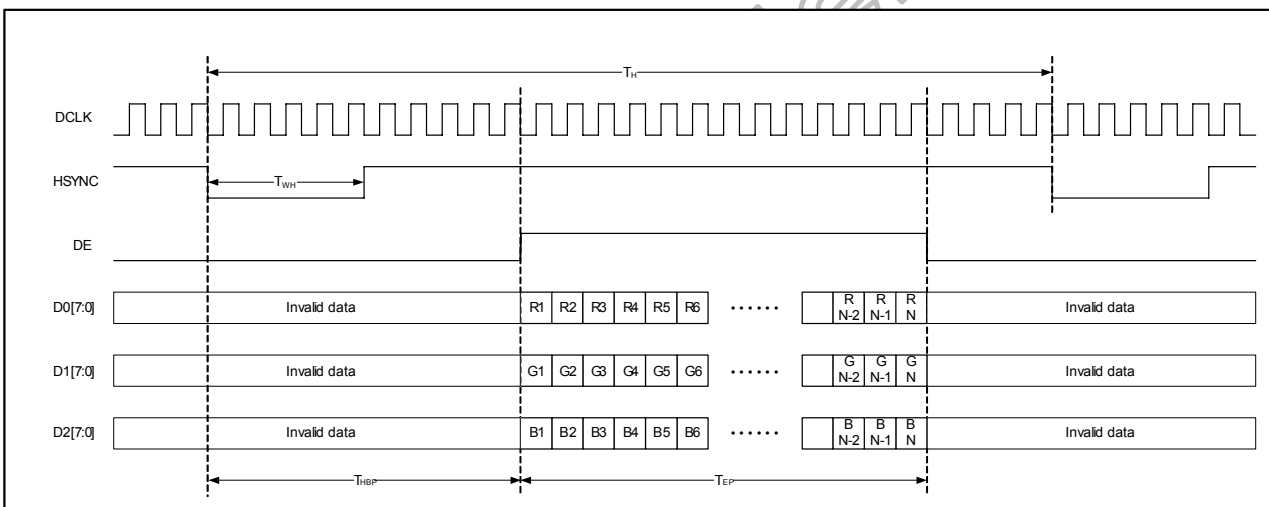 TH
DCLK
HSYNC
TWH
DE
D0[7:0]
Invalid data
R1 R2 R3 R4 R5 R6 ······ R N-2 R N-1 R N
Invalid data
D1[7:0]
Invalid data
G1 G2 G3 G4 G5 G6 ······ G N-2 G N-1 G N
Invalid data
D2[7:0]
Invalid data
B1 B2 B3 B4 B5 B6 ······ B N-2 B N-1 B N
Invalid data
THBP
TEP